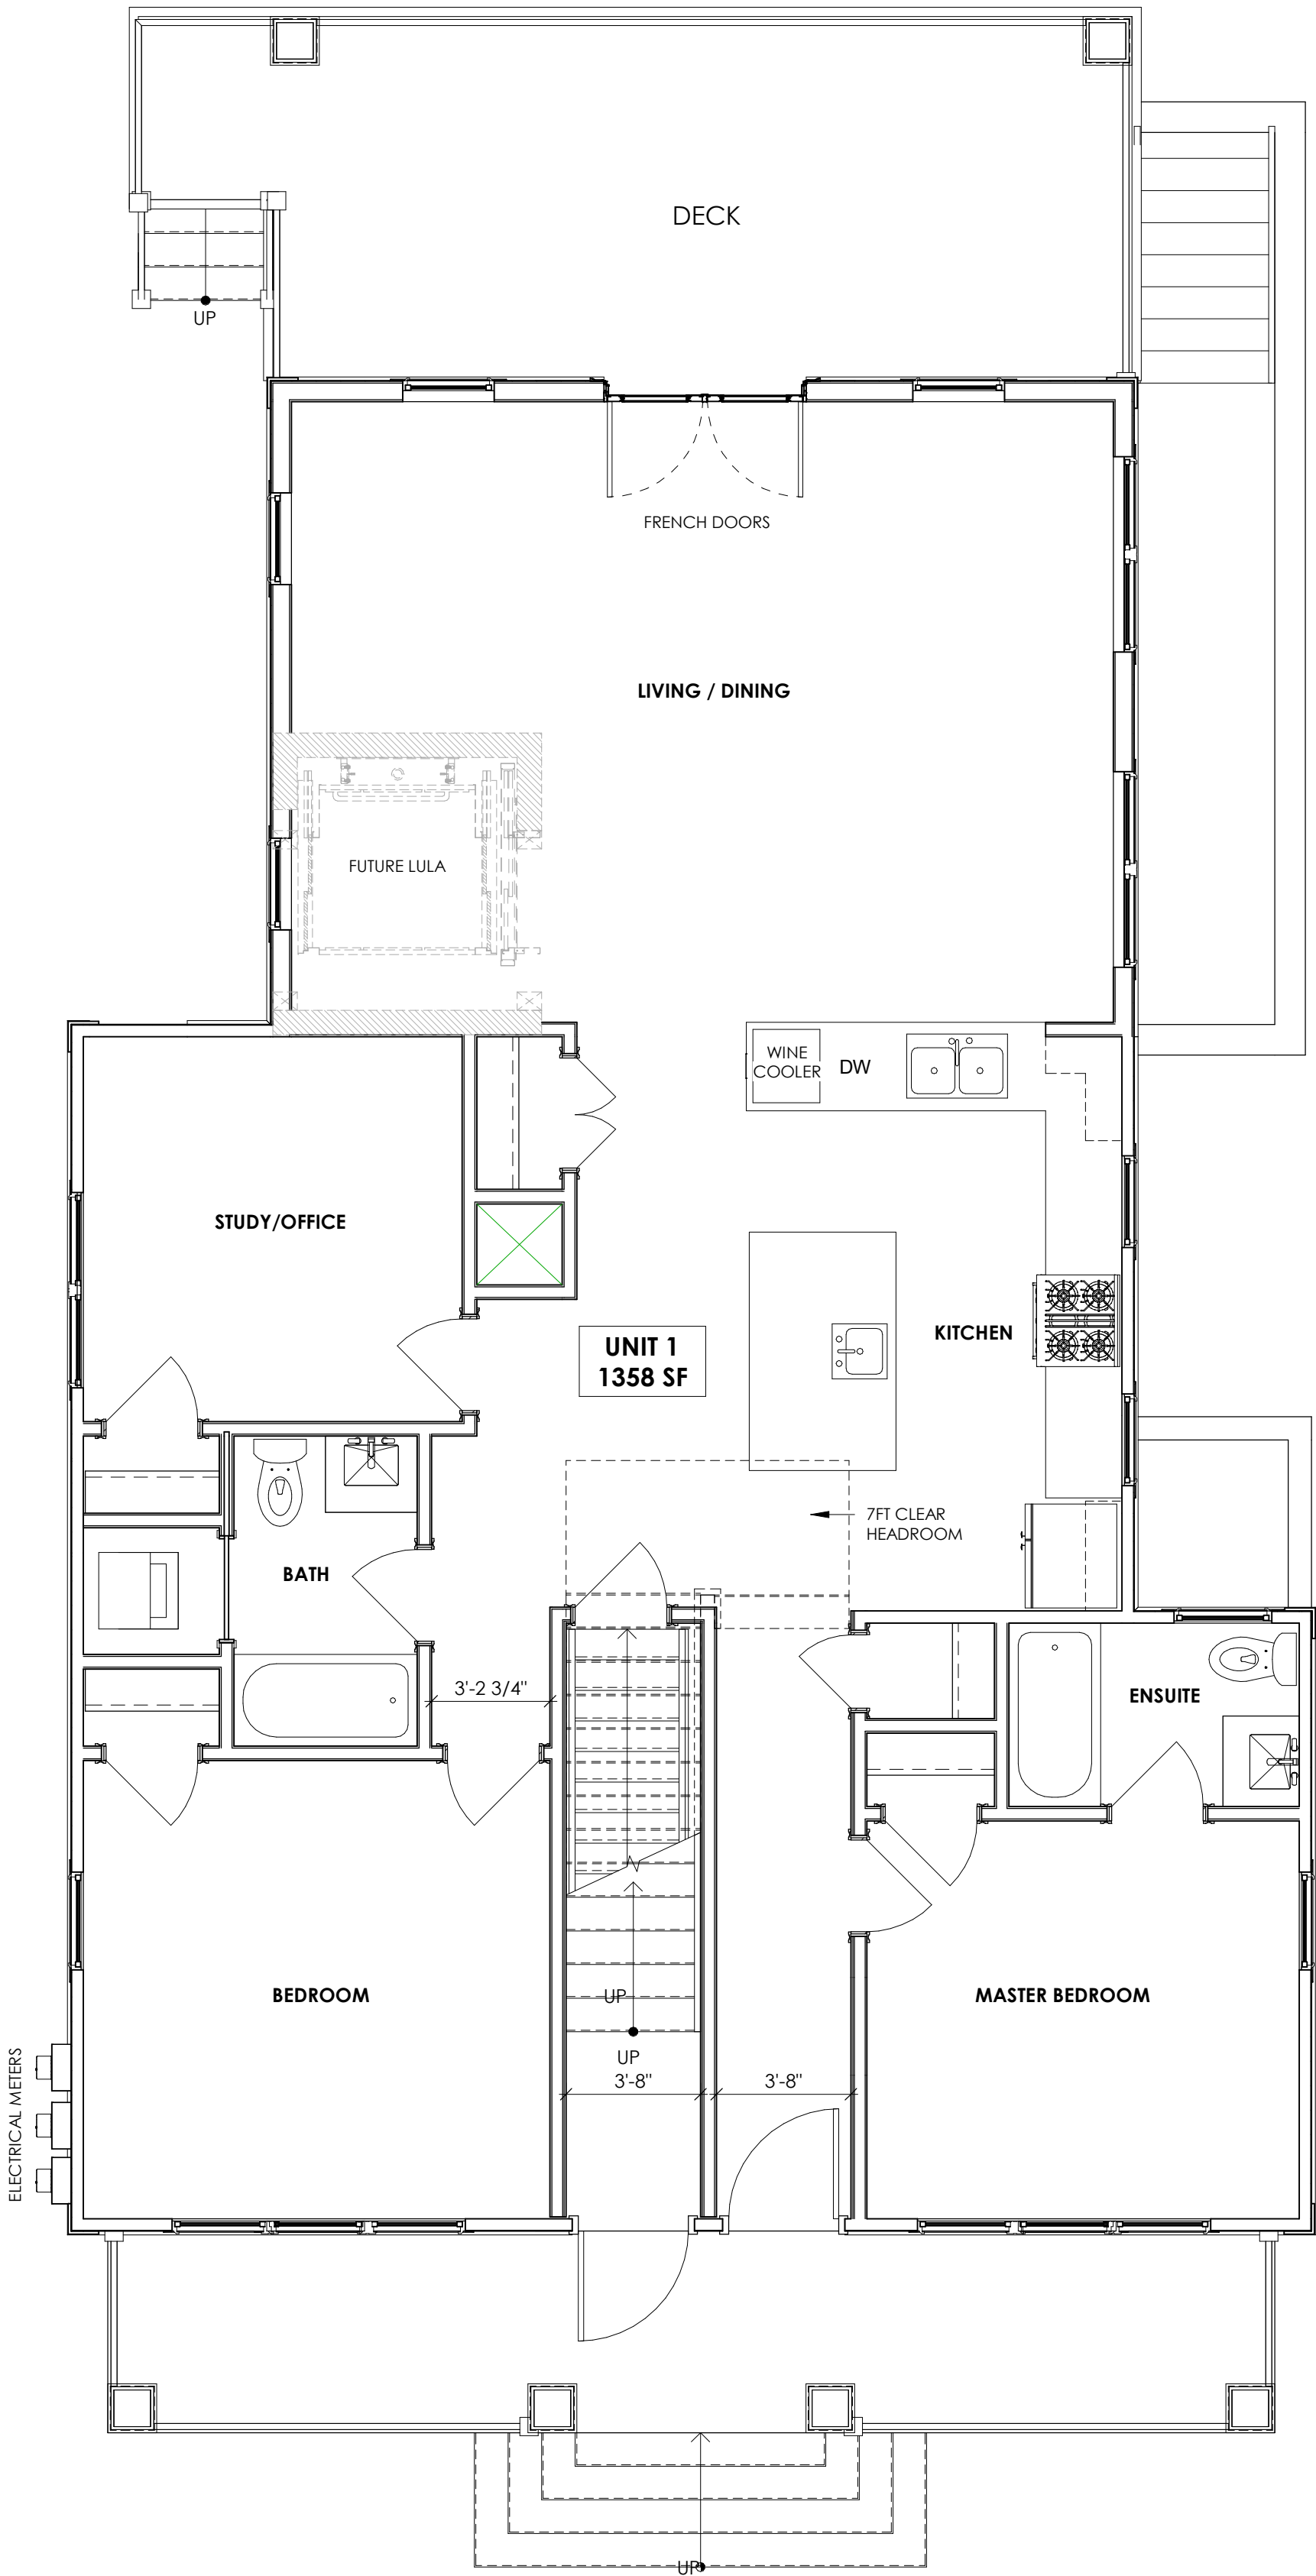 DECK
UP
FRENCH DOORS
LIVING / DINING
FUTURE LULA
WINE
COOLER
DW
STUDY/OFFICE
UNIT 1
1358 SF
KITCHEN
7FT CLEAR
HEADROOM
BATH
3'-2 3/4"
ENSUITE
BEDROOM
UP
MASTER BEDROOM
UP
3'-8"
3'-8"
ELECTRICAL METERS
UP